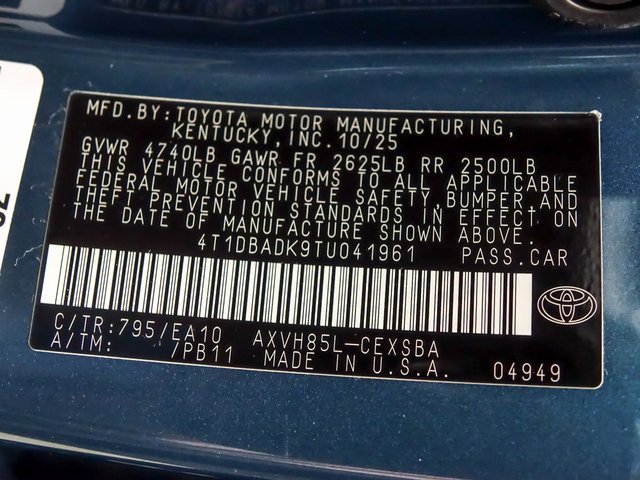 MFD.BY:TOYOTA MOTOR MANUFACTURING,
KENTUCKY,INC.10/25
GVWR 4740LB GAWR FR 2625LB RR 2500LB
THIS VEHICLE CONFORMS TO ALL APPLICABLE
FEDERAL MOTOR VEHICLE SAFETY,BUMPER,AND
THEFT PREVENTION STANDARDS IN EFFECT ON
THE DATE OF MANUFACTURE SHOWN ABOVE.
4T1DBADK9TU041961 PASS.CAR
C/TR:795/EA10 AXVH85L-CEXSBA
A/TM: /PB11 MADE IN U.S.A. 04949